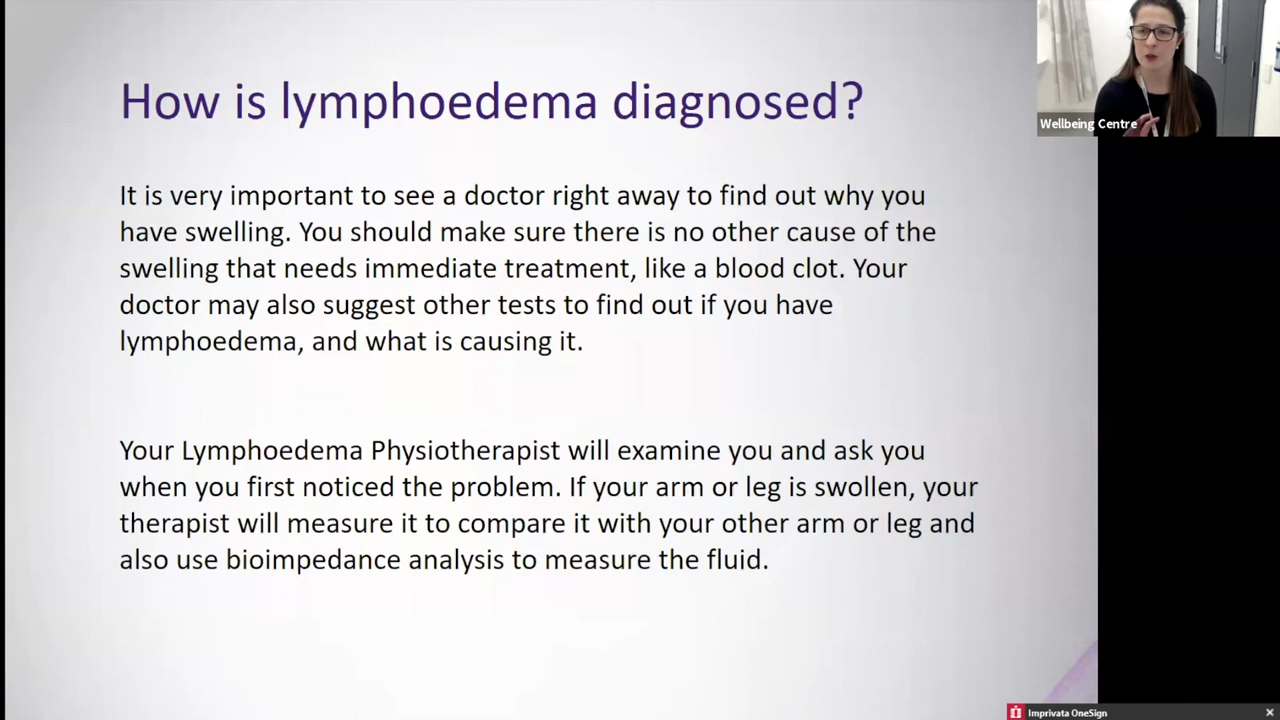 How is lymphoedema diagnosed?
Wellbeing Centre
It is very important to see a doctor right away to find out why you
have swelling. You should make sure there is no other cause of the
swelling that needs immediate treatment, like a blood clot. Your
doctor may also suggest other tests to find out if you have
lymphoedema, and what is causing it.
Your Lymphoedema Physiotherapist will examine you and ask you
when you first noticed the problem. If your arm or leg is swollen, your
therapist will measure it to compare it with your other arm or leg and
also use bioimpedance analysis to measure the fluid.
Imprivata OneSign